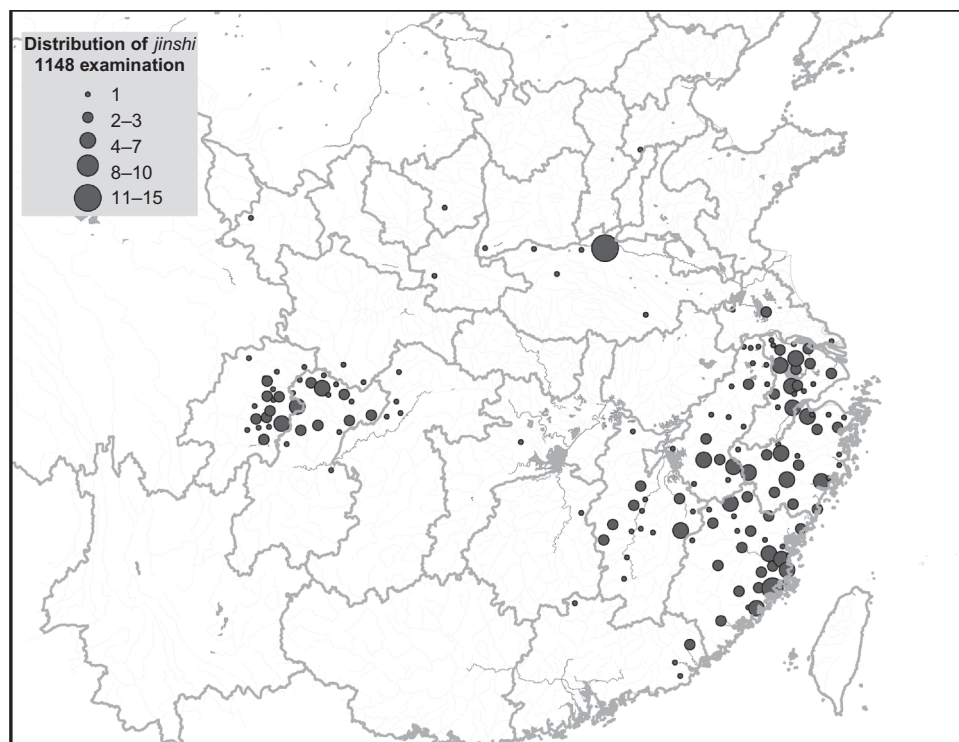 Distribution of jinshi
1148 examination
1
2–3
4–7
8–10
11–15